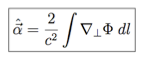 $\hat{\vec{\alpha}} = \frac{2}{c^2} \int \nabla_{\perp} \Phi \, dl$